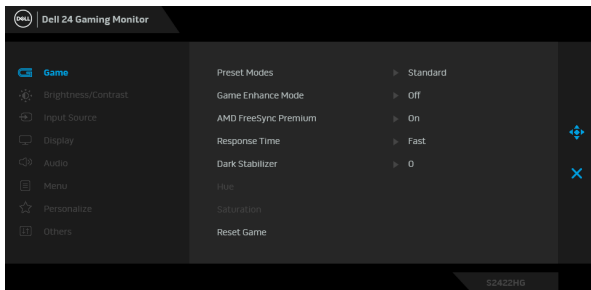 DELL Dell 24 Gaming Monitor
Game
Brightness/Contrast
Input Source
Display
Audio
Menu
Personalize
Others
Preset Modes Standard
Game Enhance Mode Off
AMD FreeSync Premium On
Response Time Fast
Dark Stabilizer 0
Hue
Saturation
Reset Game
S2422HG